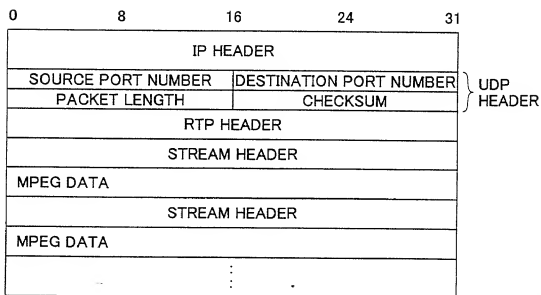 0 8 16 24 31
IP HEADER
SOURCE PORT NUMBER DESTINATION PORT NUMBER
PACKET LENGTH CHECKSUM
UDP
HEADER
RTP HEADER
STREAM HEADER
MPEG DATA
STREAM HEADER
MPEG DATA